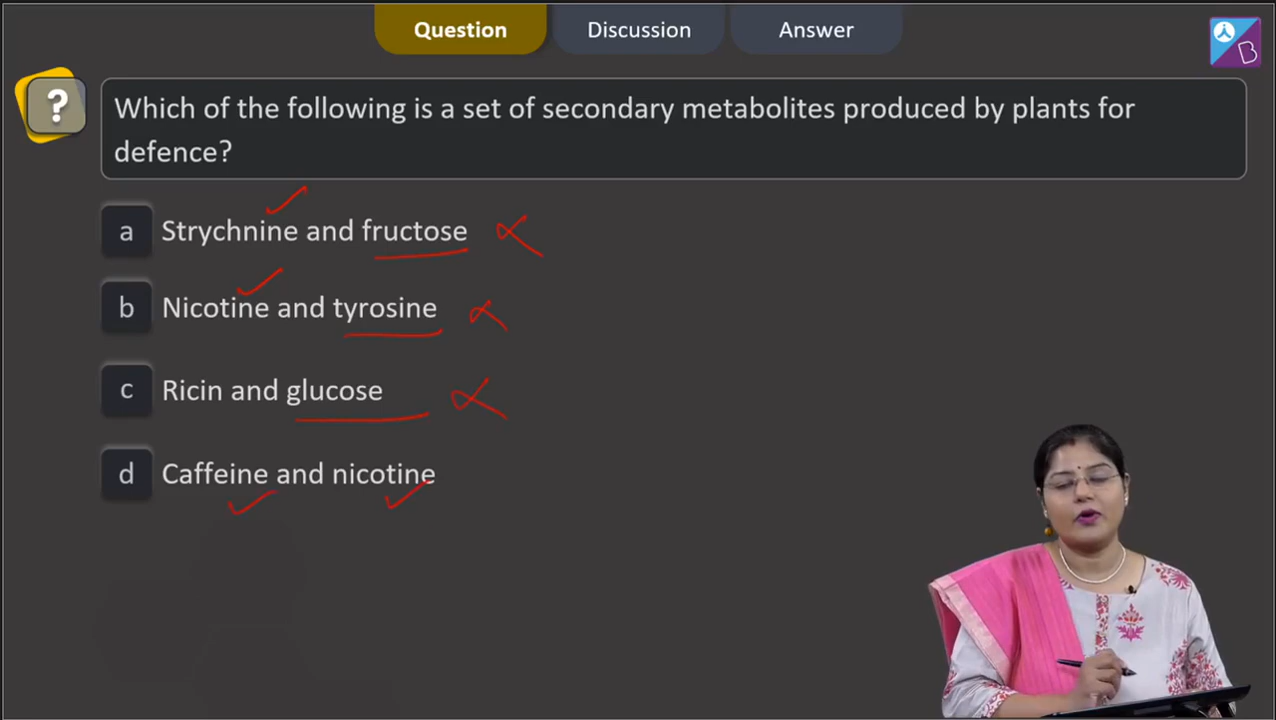 Question Discussion Answer
B
?
Which of the following is a set of secondary metabolites produced by plants for
defence?
a Strychnine and fructose
b Nicotine and tyrosine
c Ricin and glucose
d Caffeine and nicotine